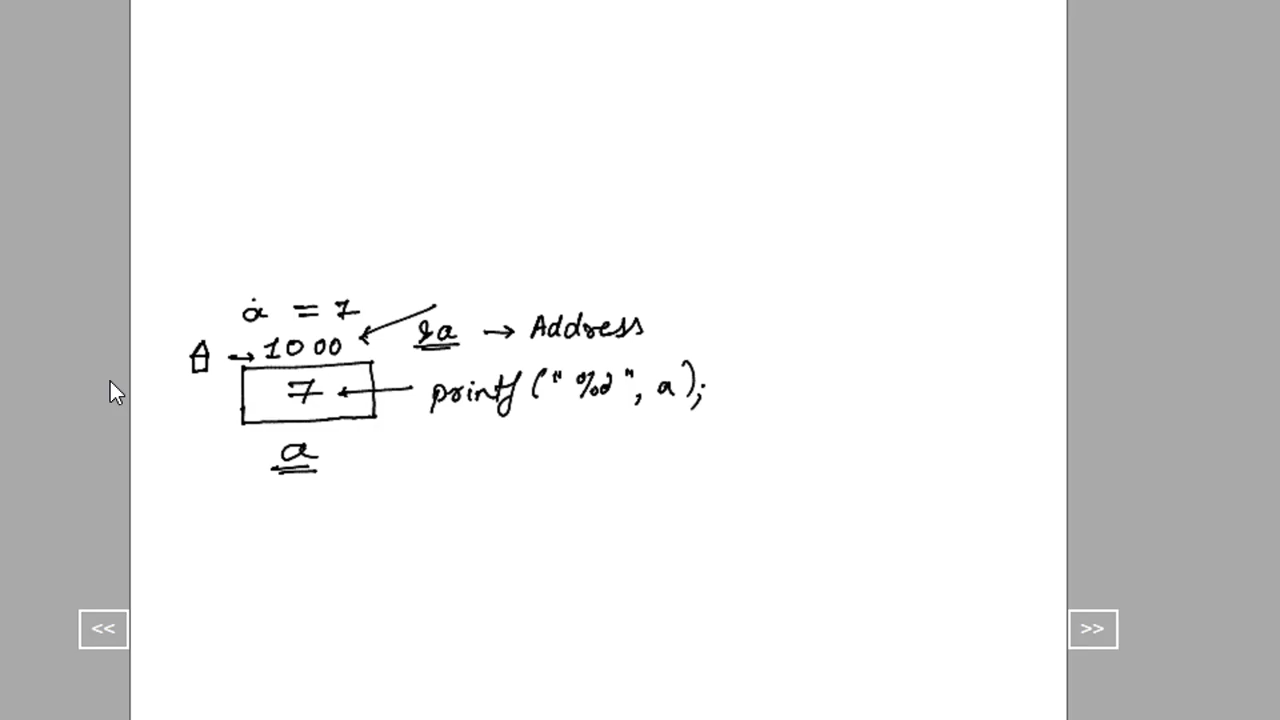 a = 7
1000 &a → Address
7 printf("%d", a);
a
<<
>>